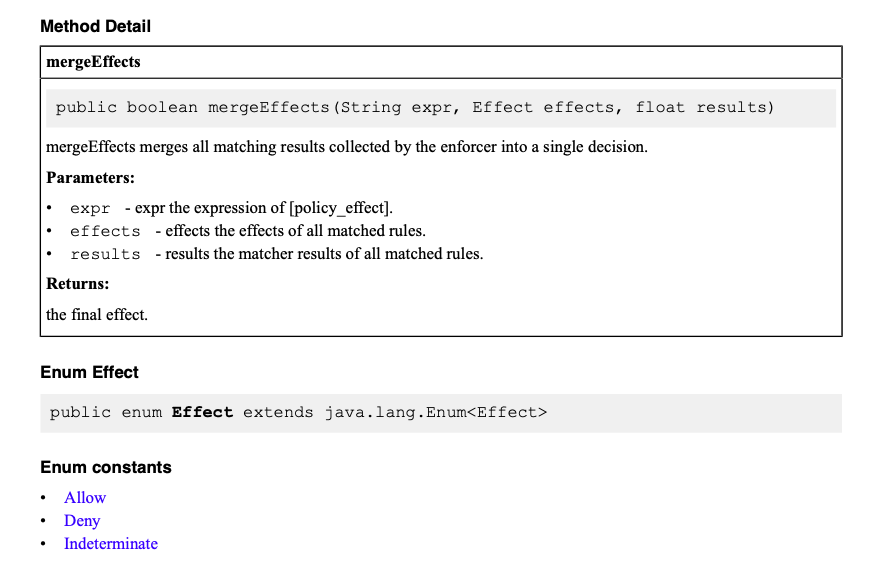 Method Detail
mergeEffects
public boolean mergeEffects(String expr, Effect effects, float results)
mergeEffects merges all matching results collected by the enforcer into a single decision.
Parameters:
• expr - expr the expression of [policy_effect].
• effects - effects the effects of all matched rules.
• results - results the matcher results of all matched rules.
Returns:
the final effect.
Enum Effect
public enum Effect extends java.lang.Enum<Effect>
Enum constants
• Allow
• Deny
• Indeterminate